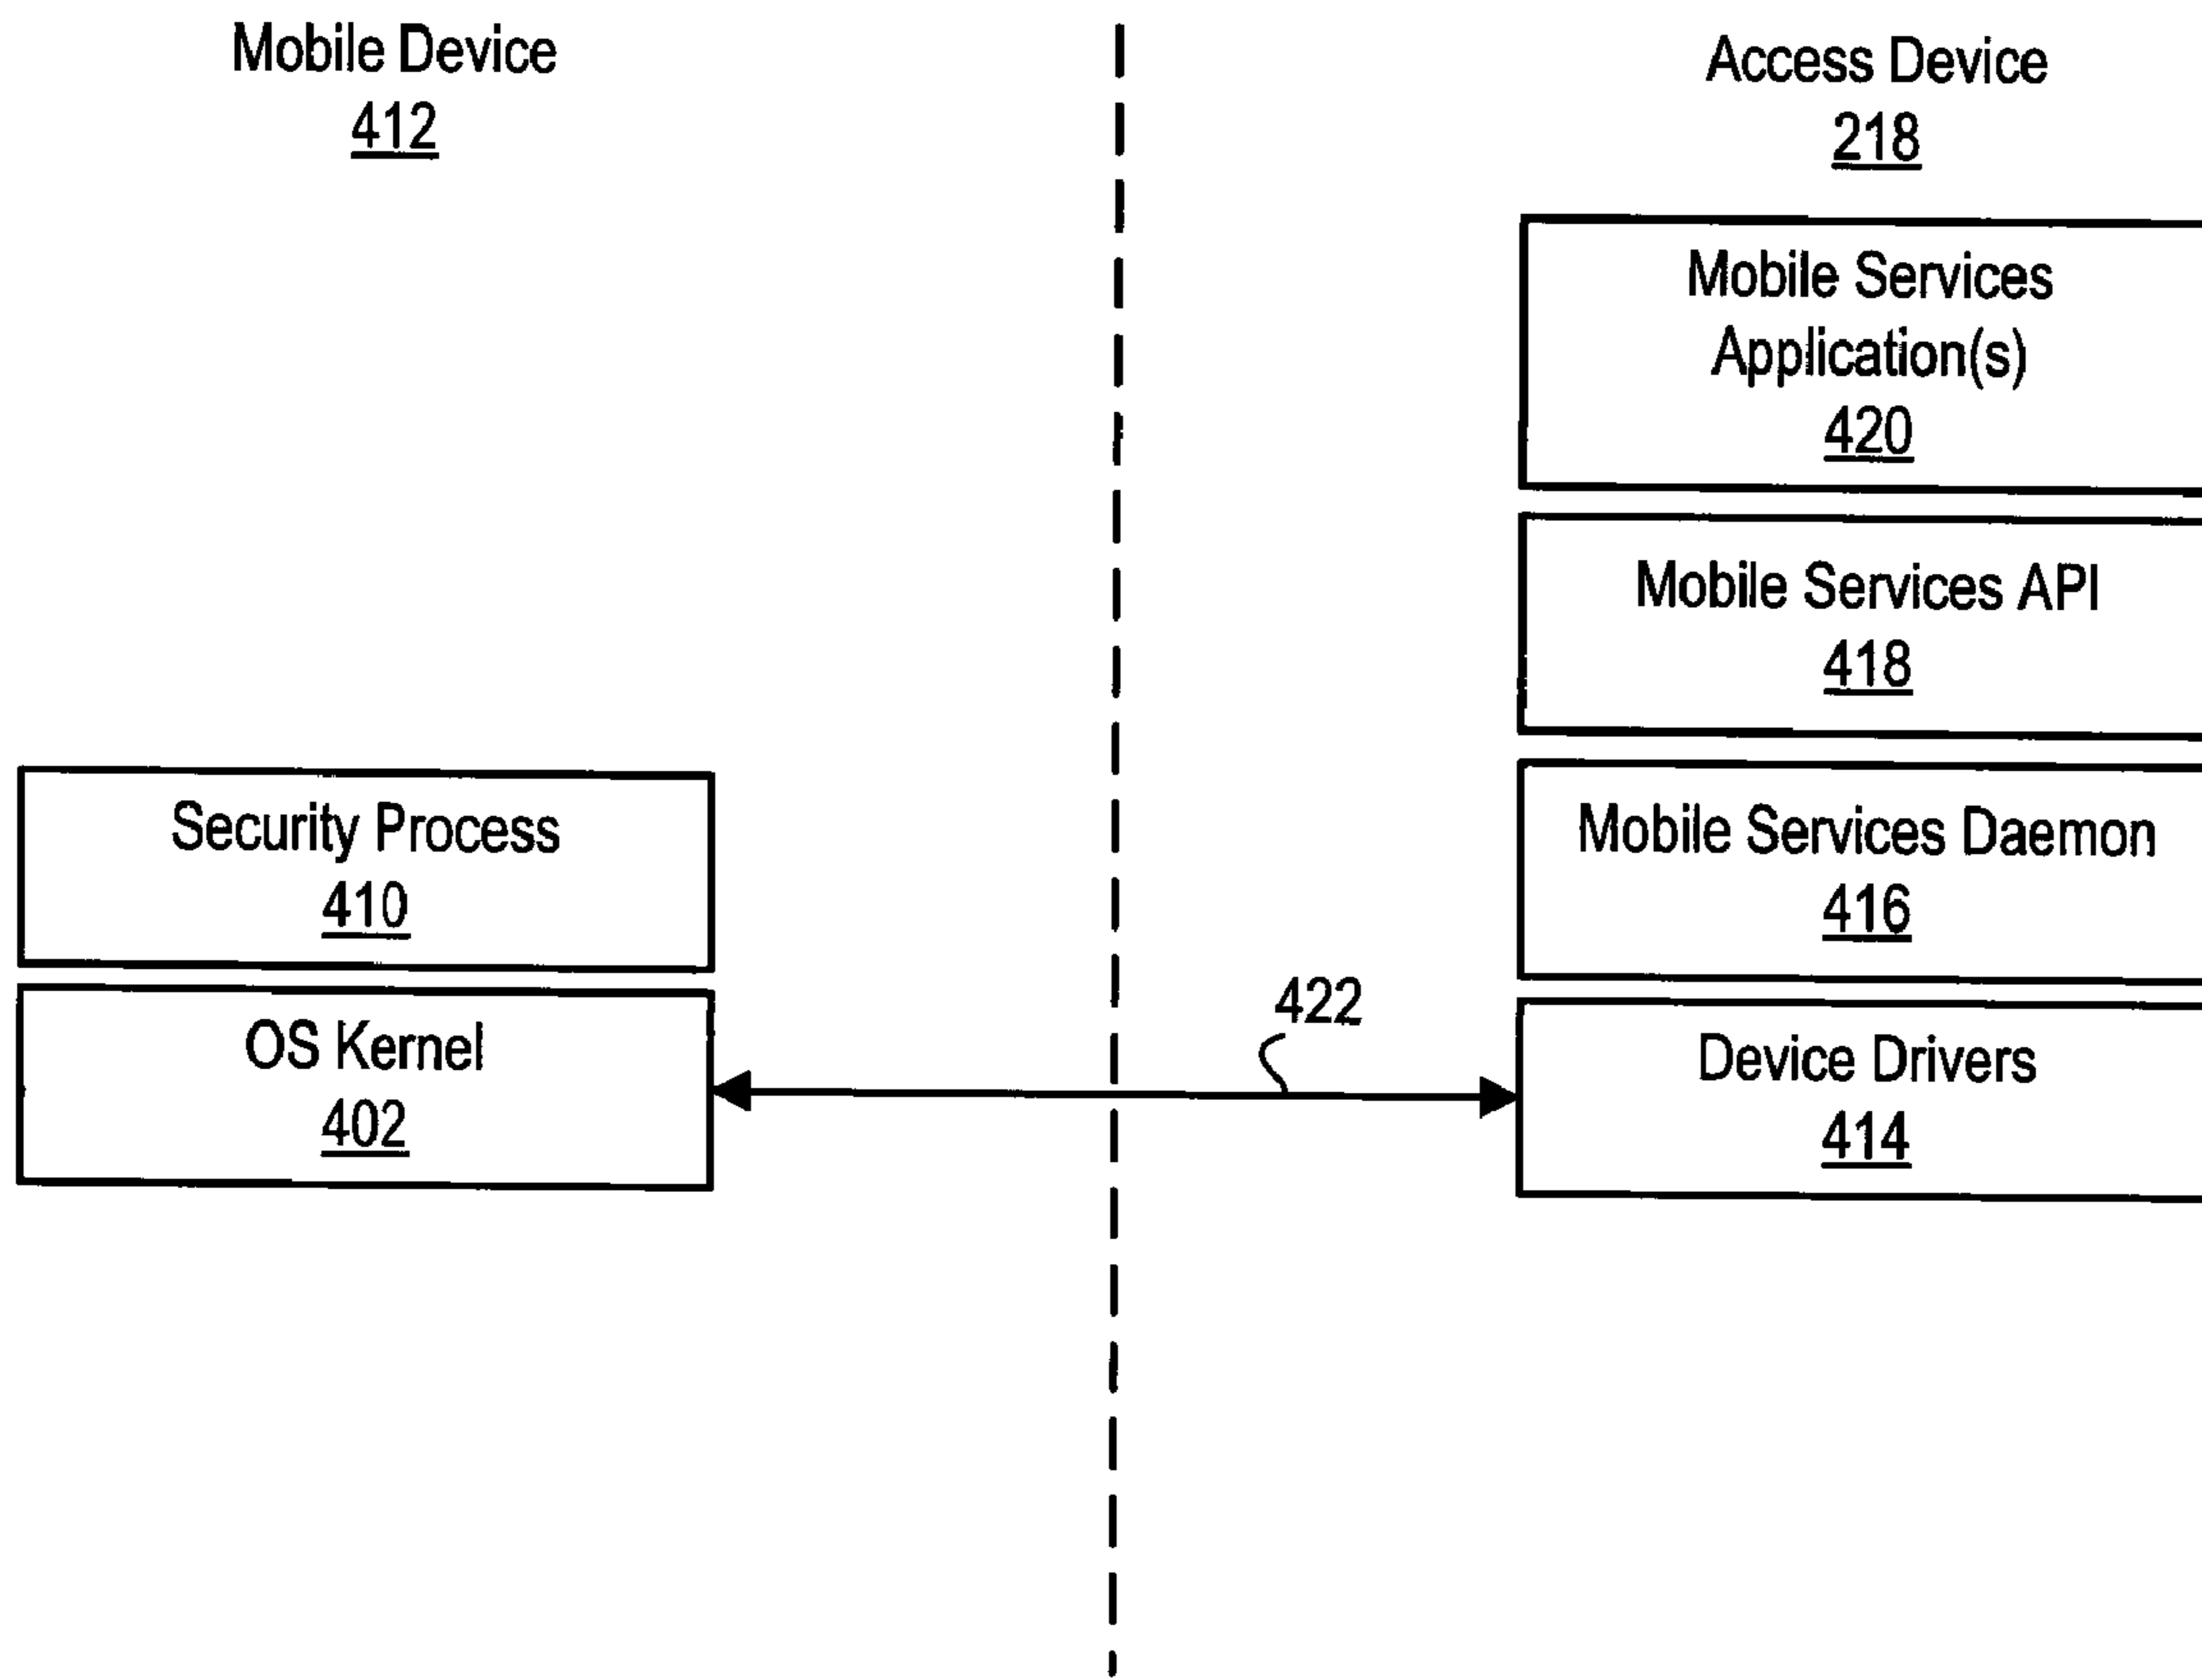 Mobile Device
412
Access Device
218
Mobile Services
Application(s)
420
Mobile Services API
418
Mobile Services Daemon
416
Security Process
410
OS Kernel
402
422
Device Drivers
414